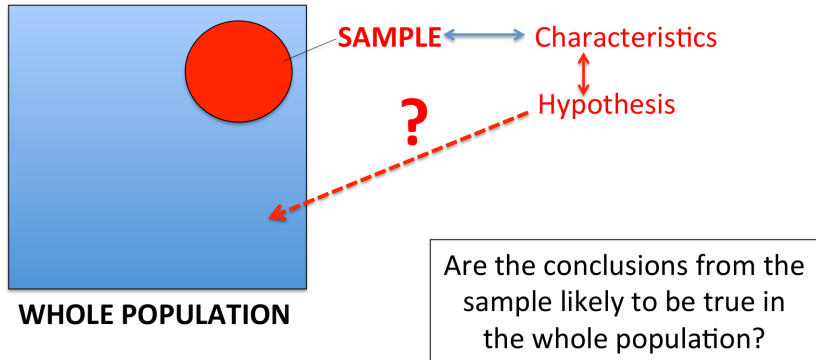 SAMPLE
Characteristics
Hypothesis
?
WHOLE POPULATION
Are the conclusions from the
sample likely to be true in
the whole population?